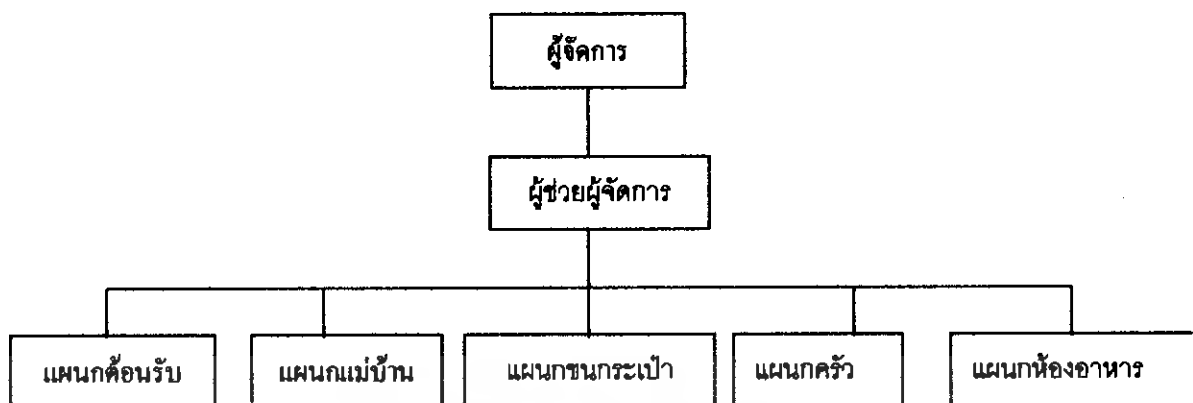 ผู้จัดการ
ผู้ช่วยผู้จัดการ
แผนกต้อนรับ
แผนกแม่บ้าน
แผนกขนกระเป๋า
แผนกครัว
แผนกห้องอาหาร